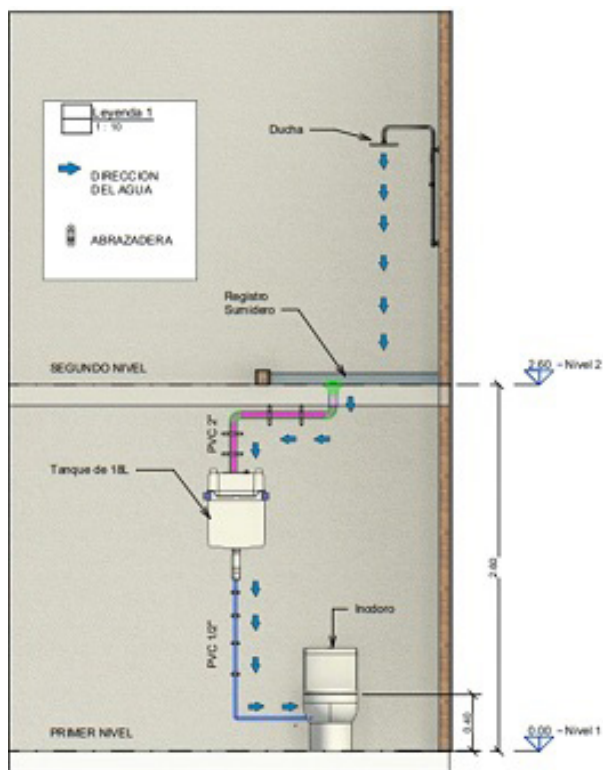 Leyenda 1
1 : 10
DIRECCION
DEL AGUA
ABRAZADERA
Ducha
Registro
Sumidero
SEGUNDO NIVEL
2.60 - Nivel 2
PVC 2"
Tanque de 18L
2.60
PVC 1/2"
Inodoro
0.40
PRIMER NIVEL
0.00 - Nivel 1